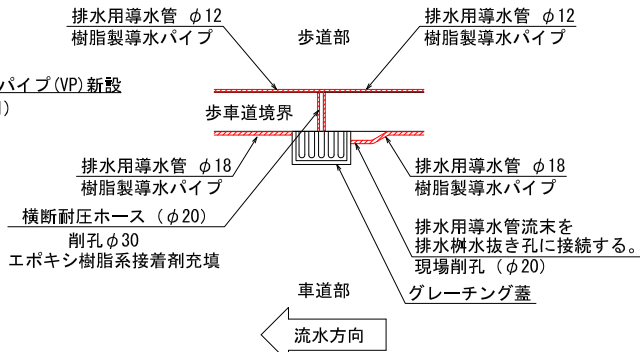 排水用導水管 φ12
樹脂製導水パイプ
歩道部
排水用導水管 φ12
樹脂製導水パイプ
パイプ(VP)新設
歩車道境界
排水用導水管 φ18
樹脂製導水パイプ
排水用導水管 φ18
樹脂製導水パイプ
横断耐圧ホース（φ20）
削孔φ30
エポキシ樹脂系接着剤充填
排水用導水管流末を
排水桝水抜き孔に接続する。
現場削孔（φ20）
車道部
グレーチング蓋
流水方向